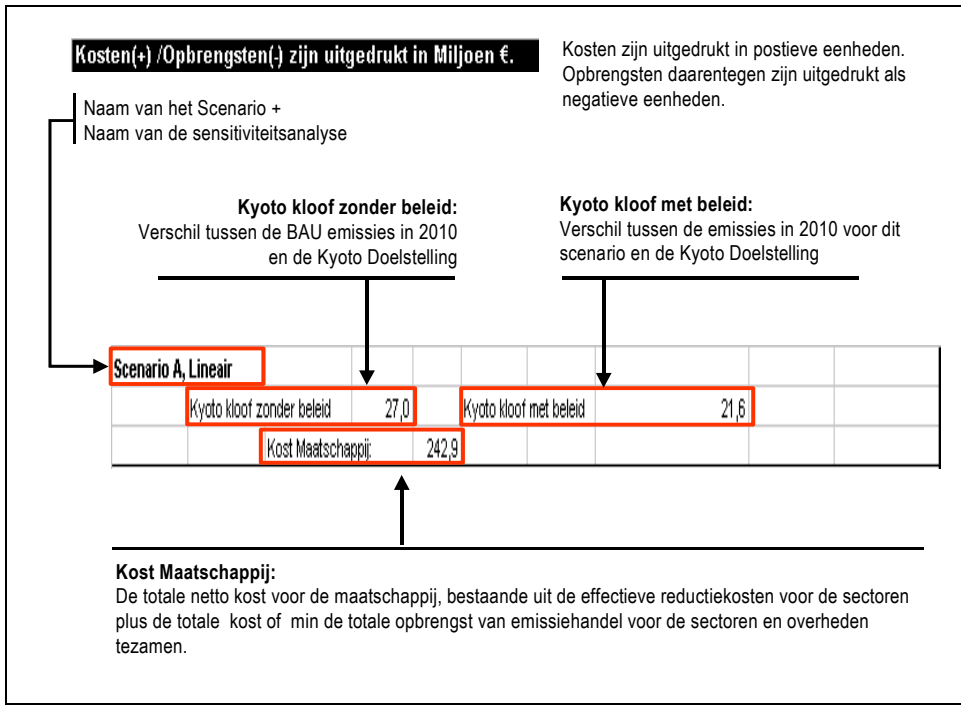 Kosten(+) /Opbrengsten(-) zijn uitgedrukt in Miljoen €.
Kosten zijn uitgedrukt in postieve eenheden.
Opbrengsten daarentegen zijn uitgedrukt als
negatieve eenheden.
Naam van het Scenario +
Naam van de sensitiviteitsanalyse
Kyoto kloof zonder beleid:
Verschil tussen de BAU emissies in 2010
en de Kyoto Doelstelling
Kyoto kloof met beleid:
Verschil tussen de emissies in 2010 voor dit
scenario en de Kyoto Doelstelling
Scenario A, Lineair
Kyoto kloof zonder beleid 27,0 Kyoto kloof met beleid 21,6
Kost Maatschappij: 242,9
Kost Maatschappij:
De totale netto kost voor de maatschappij, bestaande uit de effectieve reductiekosten voor de sectoren
plus de totale kost of min de totale opbrengst van emissiehandel voor de sectoren en overheden
tezamen.